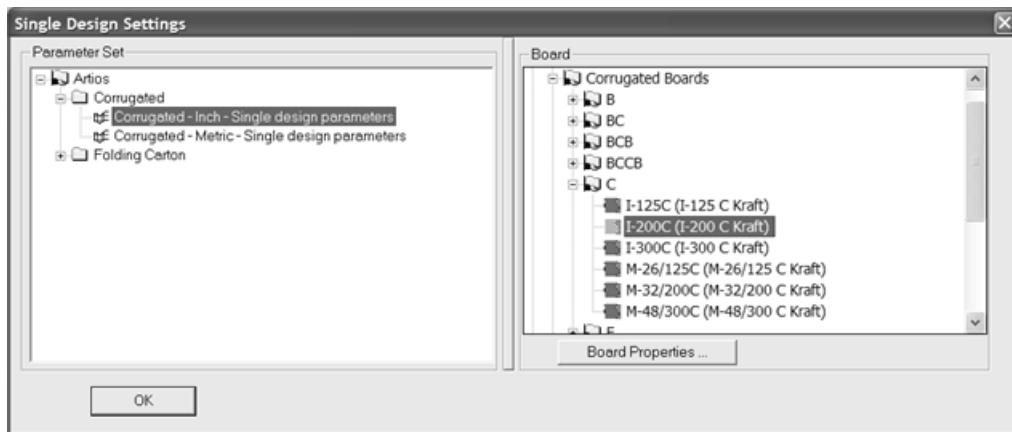 Single Design Settings
Parameter Set
Artios
Corrugated
Corrugated - Inch - Single design parameters
Corrugated - Metric - Single design parameters
Folding Carton
OK
Board
Corrugated Boards
B
BC
BCB
BCCB
C
I-125C (I-125 C Kraft)
I-200C (I-200 C Kraft)
I-300C (I-300 C Kraft)
M-26/125C (M-26/125 C Kraft)
M-32/200C (M-32/200 C Kraft)
M-48/300C (M-48/300 C Kraft)
Board Properties ...